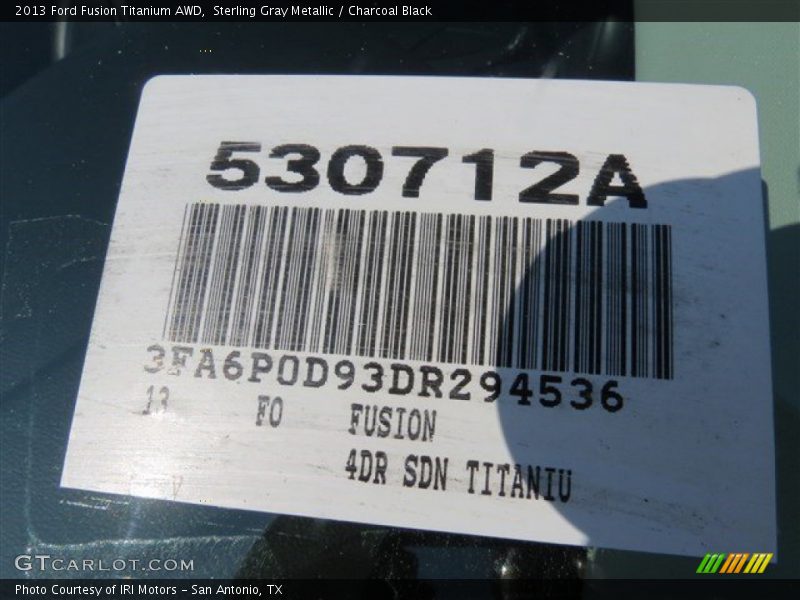 2013 Ford Fusion Titanium AWD,  Sterling Gray Metallic / Charcoal Black
530712A
3FA6P0D93DR294536
13 FO FUSION
4DR SDN TITANIU
GTCARLOT.COM
Photo Courtesy of IRI Motors – San Antonio, TX